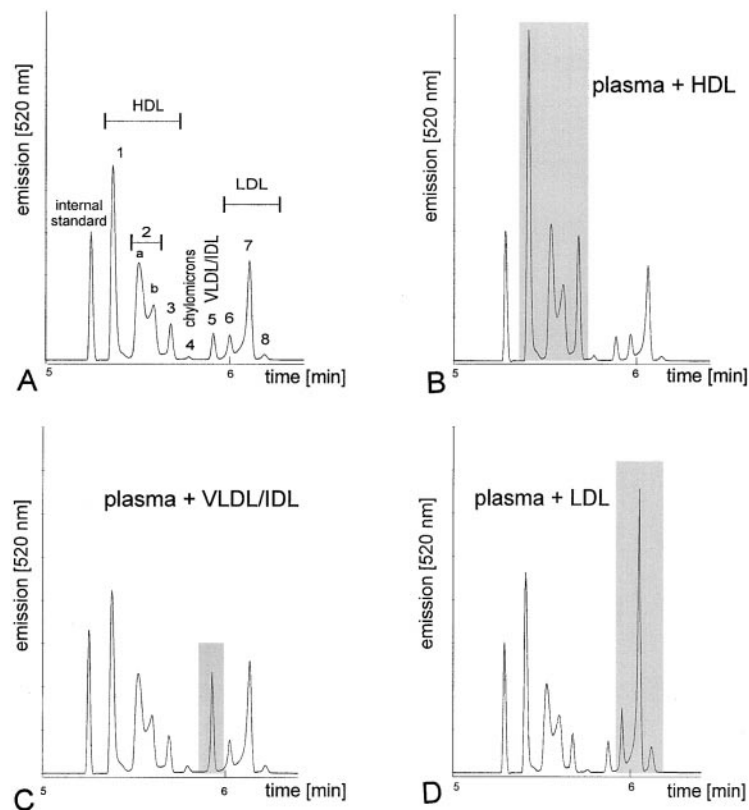 HDL
1
LDL
internal
standard
2
a
b
3
chylomicrons
4
VLDL/IDL
5
6
7
8
emission [520 nm]
5
6
time [min]
A
plasma + HDL
emission [520 nm]
5
6
time [min]
B
plasma + VLDL/IDL
emission [520 nm]
5
6
time [min]
C
plasma + LDL
emission [520 nm]
5
6
time [min]
D